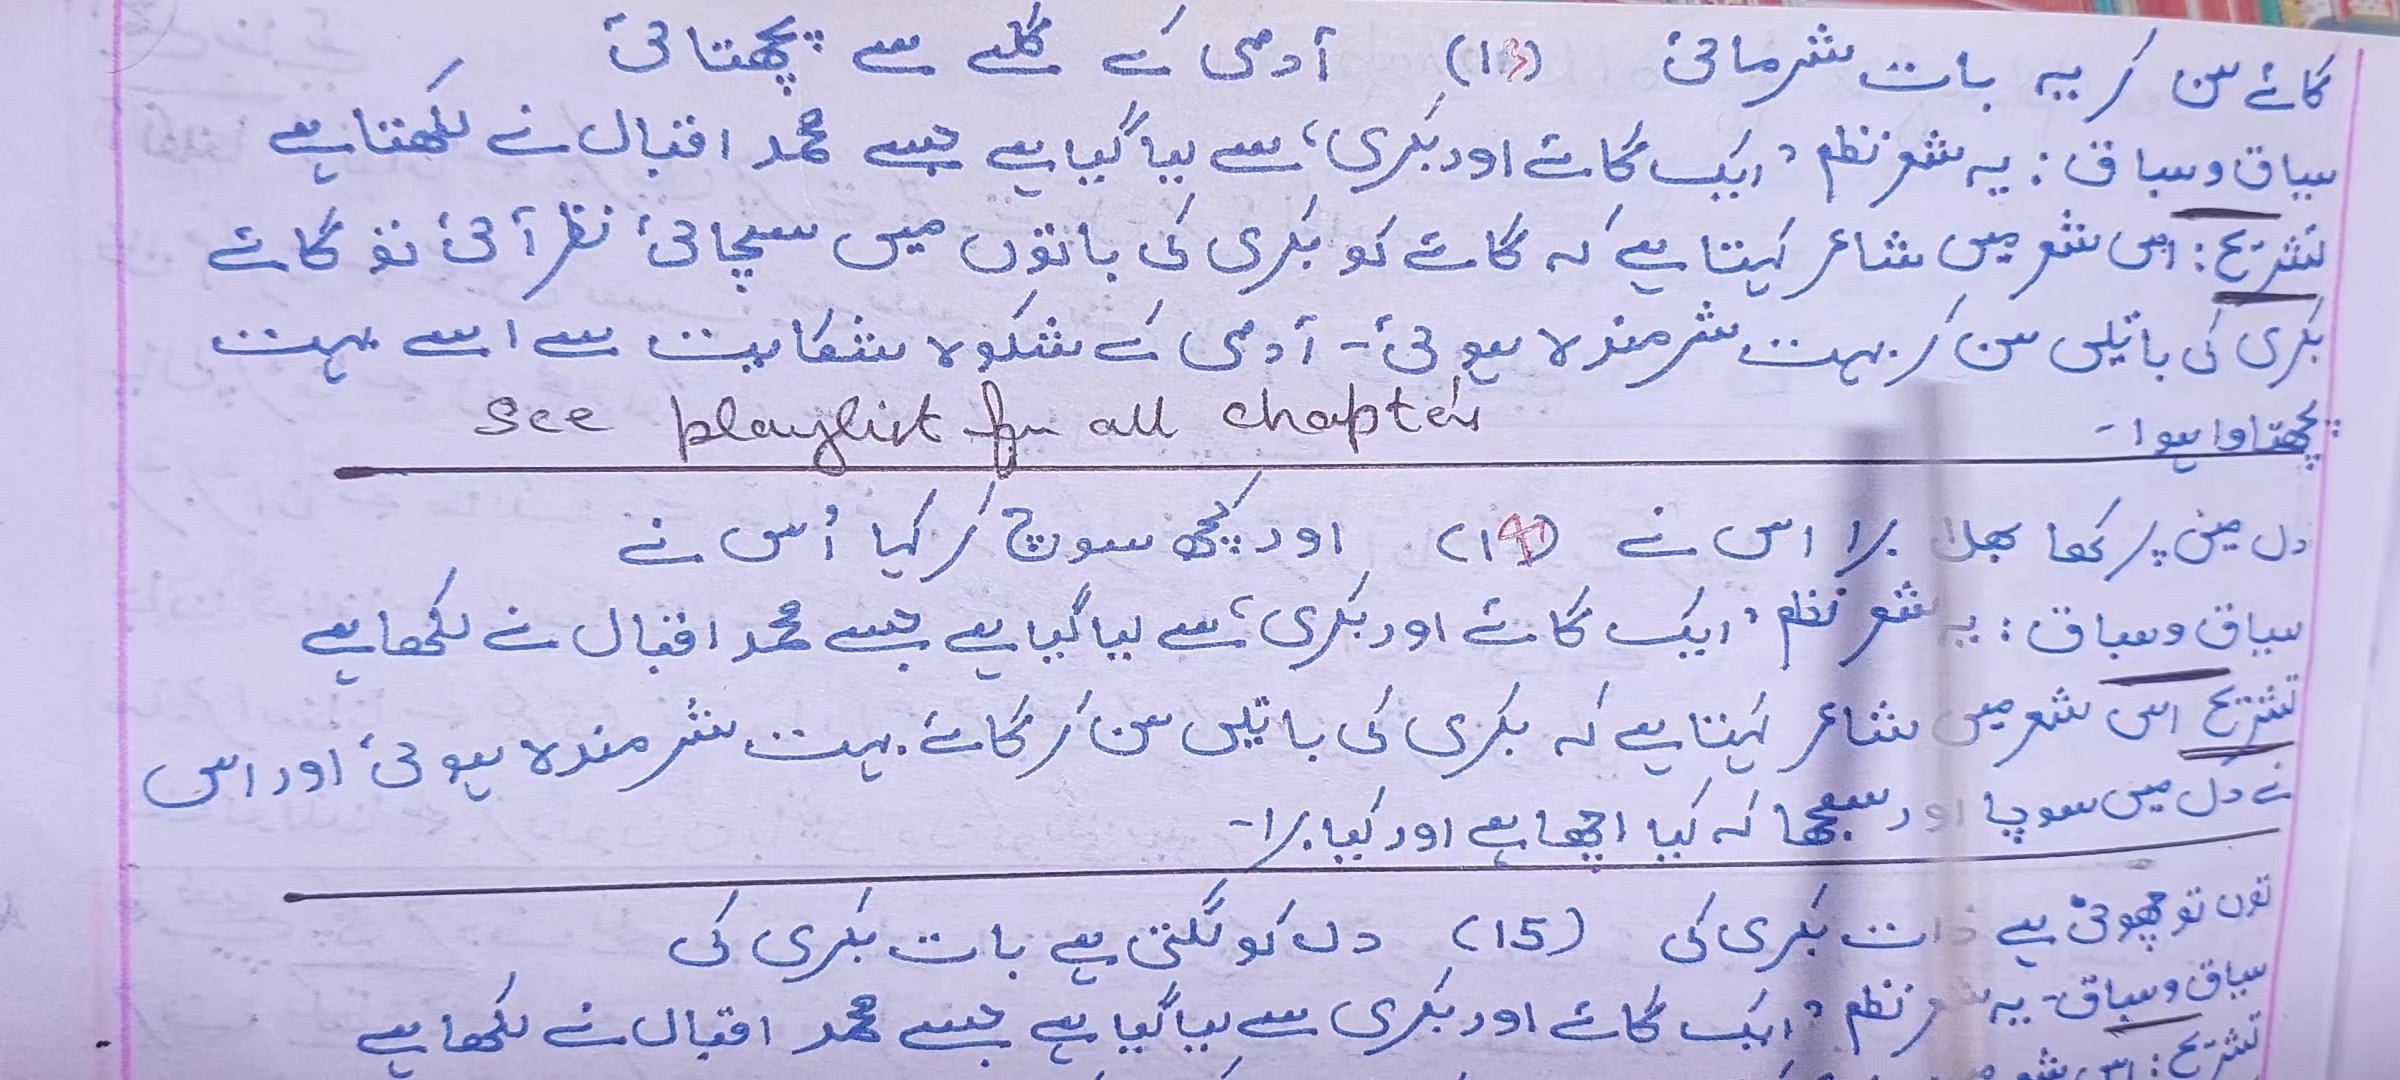 گائے سن کر یہ بات شرمائی (13) آدمی کے گلے سے پچھتائی
سیاق وسباق : یہ شعر نظم ’ایک گائے اور بکری‘ سے لیا گیا ہے جسے محمد اقبال نے لکھتا ہے
تشریح : اس شعر میں شاعر کہتا ہے کہ گائے کو بکری کی باتوں میں سچائی نظر آئی تو گائے
بکری کی باتیں سن کر بہت شرمندہ ہوئی - آدمی کے شکوہ شکایت سے اسے بہت
پچھتاوا ہوا -
See playlist for all chapters
دل میں پرکھا بھلا برا اس نے (14) اور کچھ سوچ کر کہا اُس نے
سیاق وسباق : یہ شعر نظم ’ایک گائے اور بکری‘ سے لیا گیا ہے جسے محمد اقبال نے لکھا ہے
تشریح اس شعر میں شاعر کہتا ہے کہ بکری کی باتیں سن کر گائے بہت شرمندہ ہوئی اور اس
نے دل میں سوچا اور سمجھا کہ کیا اچھا ہے اور کیا برا -
توں تو چھوٹی ہے ذات بکری کی (15) دل کو لگتی ہے بات بکری کی
سیاق وسباق - یہ شعر نظم ’ایک گائے اور بکری سے لیا گیا ہے جسے محمد اقبال نے لکھا ہے
تشریح : اس شعر